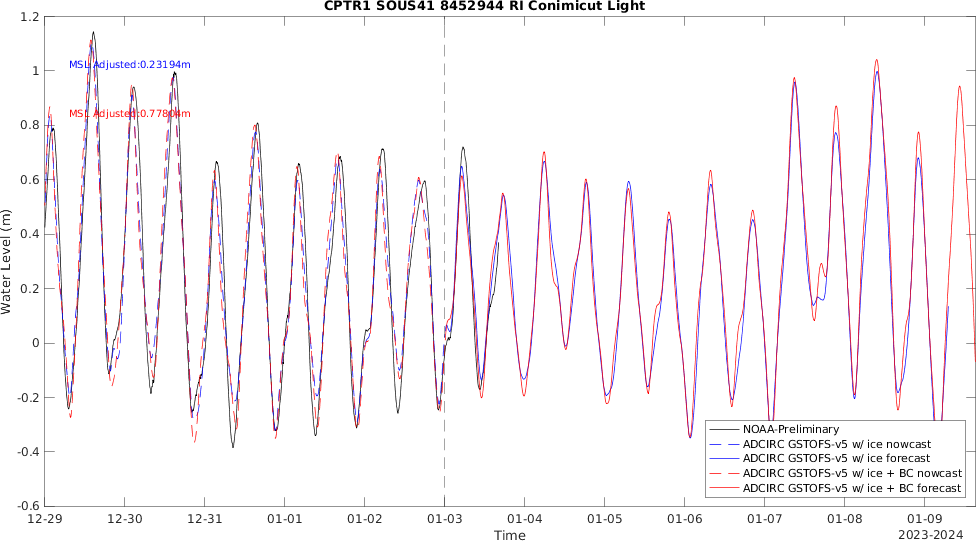 CPTR1 SOUS41 8452944 RI Conimicut Light
1.2
1
0.8
0.6
0.4
0.2
0
-0.2
-0.4
-0.6
Water Level (m)
MSL Adjusted:0.23194m
MSL Adjusted:0.77804m
NOAA-Preliminary
ADCIRC GSTOFS-v5 w/ ice nowcast
ADCIRC GSTOFS-v5 w/ ice forecast
ADCIRC GSTOFS-v5 w/ ice + BC nowcast
ADCIRC GSTOFS-v5 w/ ice + BC forecast
12-29 12-30 12-31 01-01 01-02 01-03 01-04 01-05 01-06 01-07 01-08 01-09
Time
2023-2024